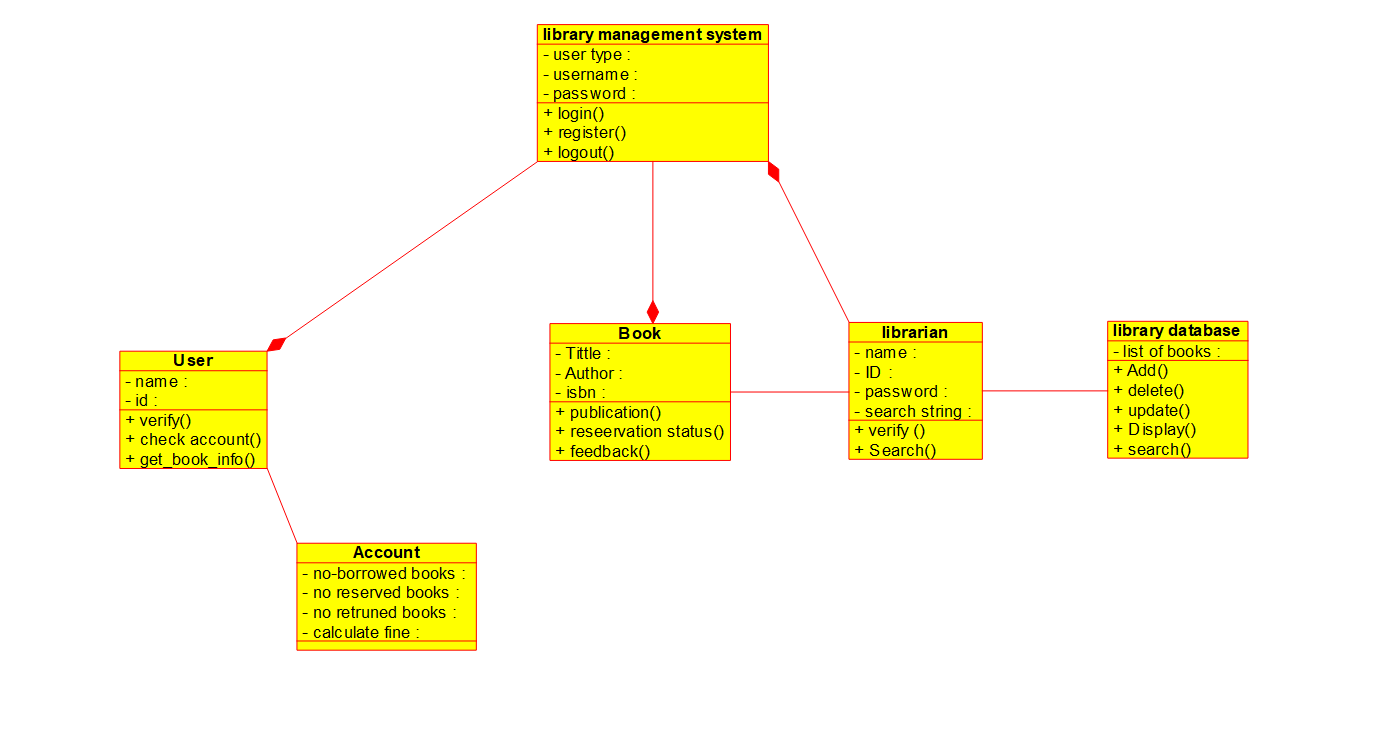 library management system
- user type :
- username :
- password :
+ login()
+ register()
+ logout()
User
- name :
- id :
+ verify()
+ check account()
+ get_book_info()
Book
- Tittle :
- Author :
- isbn :
+ publication()
+ reseervation status()
+ feedback()
librarian
- name :
- ID :
- password :
- search string :
+ verify ()
+ Search()
library database
- list of books :
+ Add()
+ delete()
+ update()
+ Display()
+ search()
Account
- no-borrowed books :
- no reserved books :
- no retruned books :
- calculate fine :